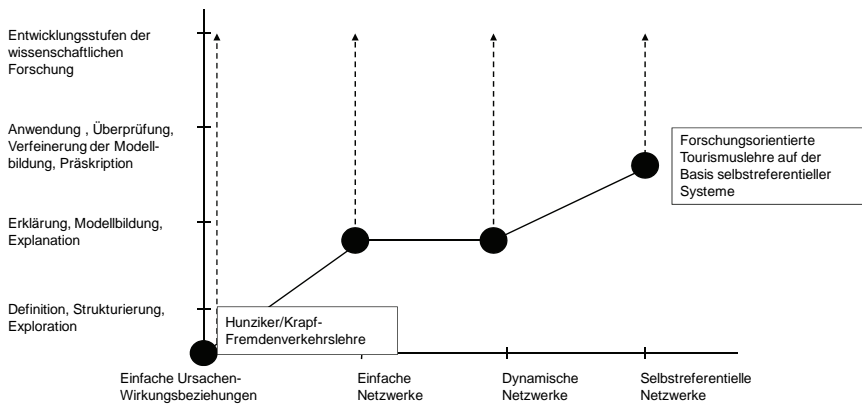 Entwicklungsstufen der
wissenschaftlichen
Forschung
Anwendung , Überprüfung,
Verfeinerung der Modell-
bildung, Präskription
Forschungsorientierte
Tourismuslehre auf der
Basis selbstreferentieller
Systeme
Erklärung, Modellbildung,
Explanation
Definition, Strukturierung,
Exploration
Hunziker/Krapf-
Fremdenverkehrslehre
Einfache Ursachen-
Wirkungsbeziehungen
Einfache
Netzwerke
Dynamische
Netzwerke
Selbstreferentielle
Netzwerke